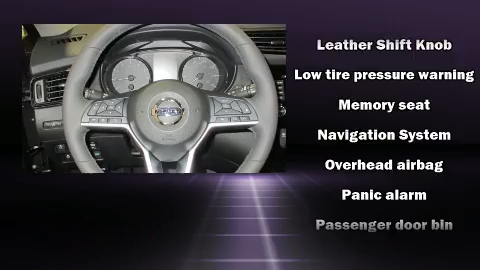 Leather Shift Knob
Low tire pressure warning
Memory seat
Navigation System
Overhead airbag
Panic alarm
Passenger door bin